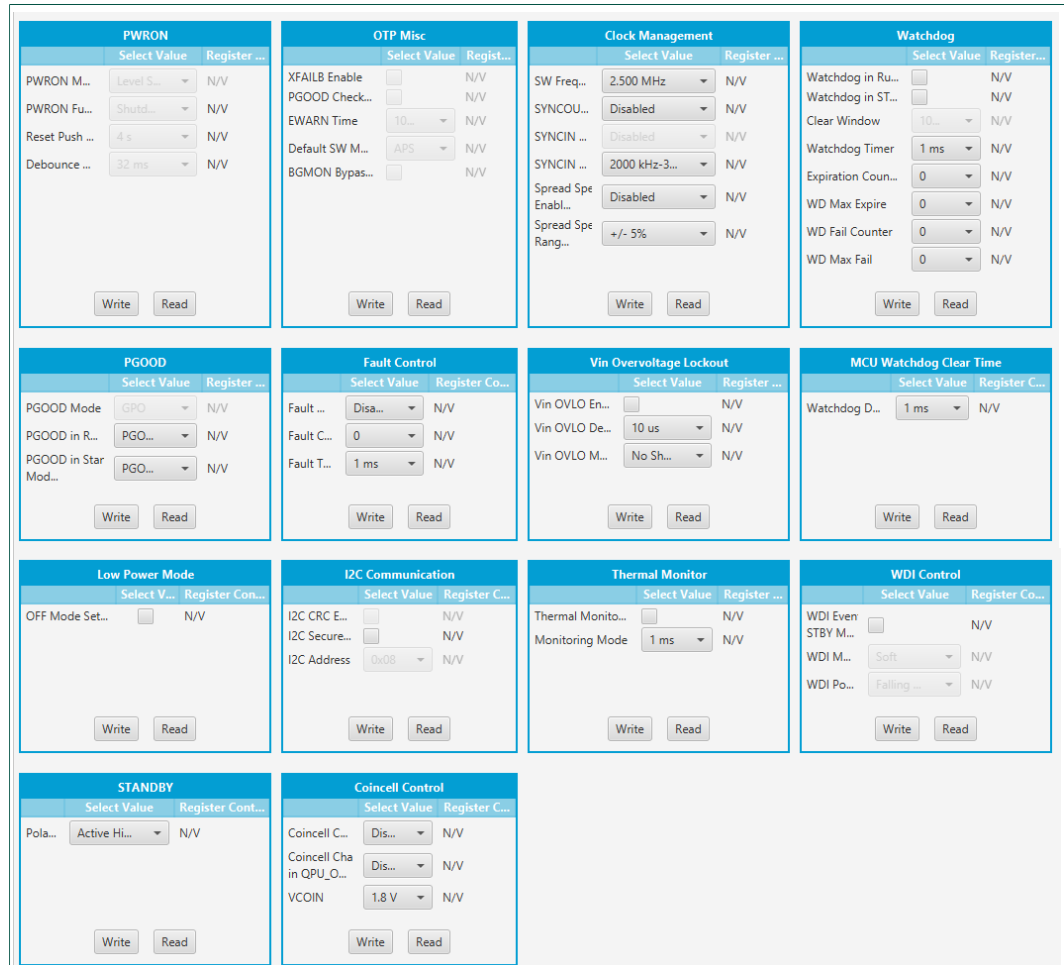 PWRON
Select Value Register ...
PWRON M... Level S... N/V
PWRON Fu... Shutd... N/V
Reset Push ... 4 s N/V
Debounce ... 32 ms N/V
Write Read
OTP Misc
Select Value Regist...
XFAILB Enable N/V
PGOOD Check... N/V
EWARN Time 10... N/V
Default SW M... APS N/V
BGMON Bypas... N/V
Write Read
Clock Management
Select Value Register ...
SW Freq... 2.500 MHz N/V
SYNCOU... Disabled N/V
SYNCIN ... Disabled N/V
SYNCIN ... 2000 kHz-3... N/V
Spread Spe
Enabl... Disabled N/V
Spread Spe
Rang... +/- 5% N/V
Write Read
Watchdog
Select Value Register ...
Watchdog in Ru... N/V
Watchdog in ST... N/V
Clear Window 10... N/V
Watchdog Timer 1 ms N/V
Expiration Coun... 0 N/V
WD Max Expire 0 N/V
WD Fail Counter 0 N/V
WD Max Fail 0 N/V
Write Read
PGOOD
Select Value Register ...
PGOOD Mode GPO N/V
PGOOD in R... PGO... N/V
PGOOD in Star
Mod... PGO... N/V
Write Read
Fault Control
Select Value Register Co...
Fault ... Disa... N/V
Fault C... 0 N/V
Fault T... 1 ms N/V
Write Read
Vin Overvoltage Lockout
Select Value Register ...
Vin OVLO En... N/V
Vin OVLO De... 10 us N/V
Vin OVLO M... No Sh... N/V
Write Read
MCU Watchdog Clear Time
Select Value Register C...
Watchdog D... 1 ms N/V
Write Read
Low Power Mode
Select V... Register Con...
OFF Mode Set... N/V
Write Read
I2C Communication
Select Value Register C...
I2C CRC E... N/V
I2C Secure... N/V
I2C Address 0x08 N/V
Write Read
Thermal Monitor
Select Value Register ...
Thermal Monito... N/V
Monitoring Mode 1 ms N/V
Write Read
WDI Control
Select Value Register Co...
WDI Even
STBY M... N/V
WDI M... Soft N/V
WDI Po... Falling ... N/V
Write Read
STANDBY
Select Value Register Cont...
Pola... Active Hi... N/V
Write Read
Coincell Control
Select Value Register C...
Coincell C... Dis... N/V
Coincell Cha
in QPU_O... Dis... N/V
VCOIN 1.8 V N/V
Write Read